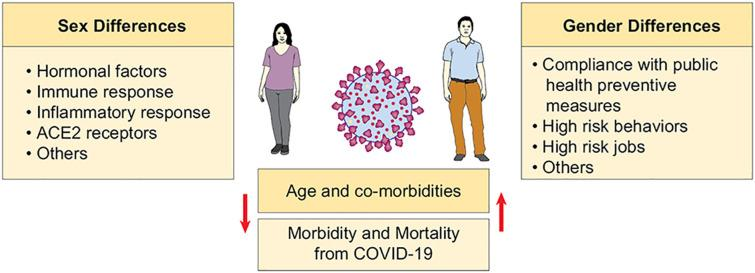 Sex Differences
• Hormonal factors
• Immune response
• Inflammatory response
• ACE2 receptors
• Others
Gender Differences
• Compliance with public
health preventive
measures
• High risk behaviors
• High risk jobs
• Others
Age and co-morbidities
Morbidity and Mortality
from COVID-19